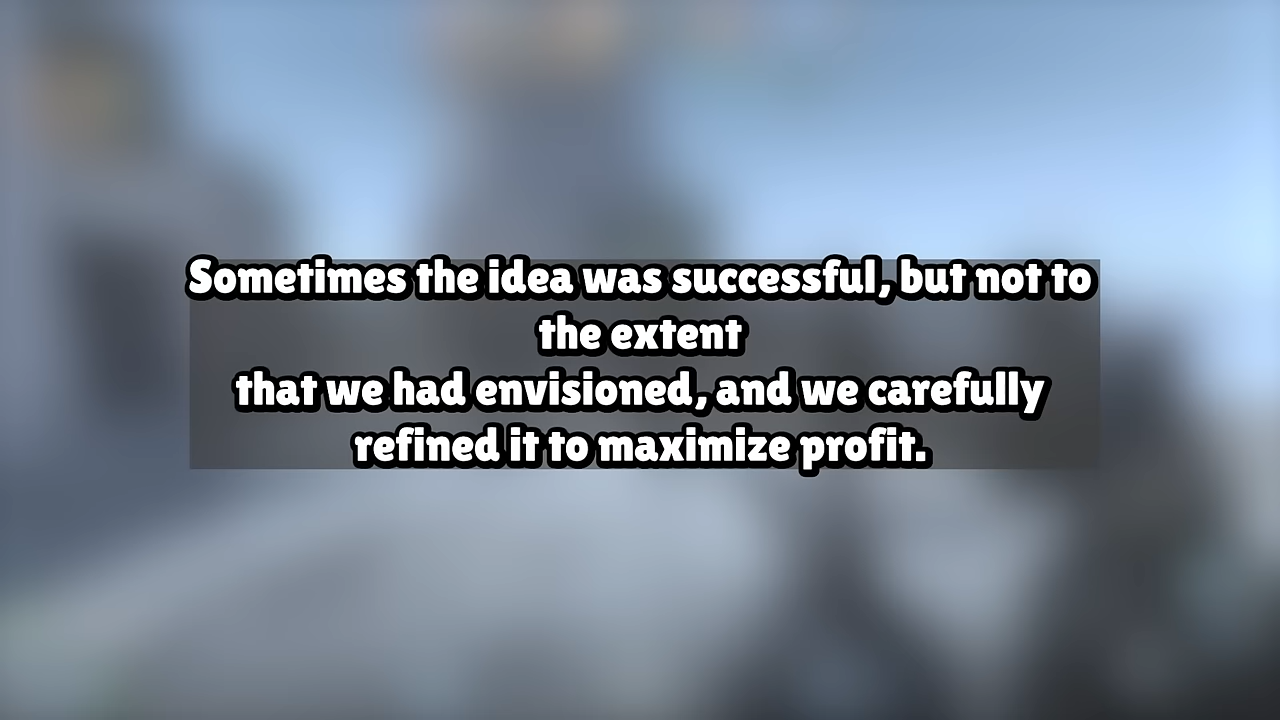 Sometimes the idea was successful, but not to
the extent
that we had envisioned, and we carefully
refined it to maximize profit.